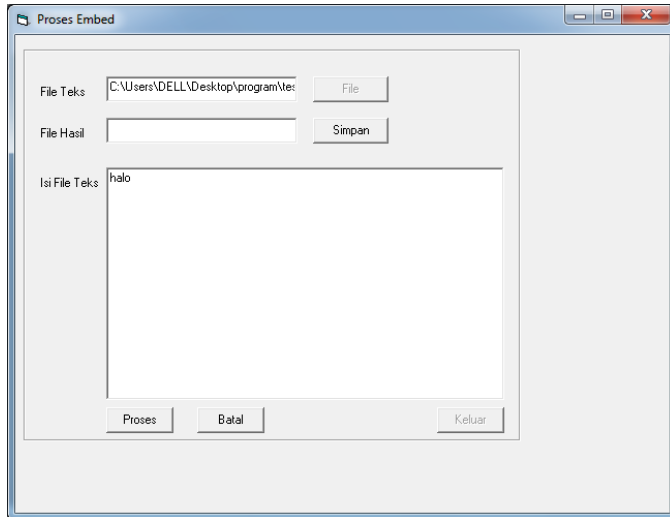 Proses Embed
File Teks C:\Users\DELL\Desktop\program\tes File
File Hasil Simpan
Isi File Teks halo
Proses Batal Keluar